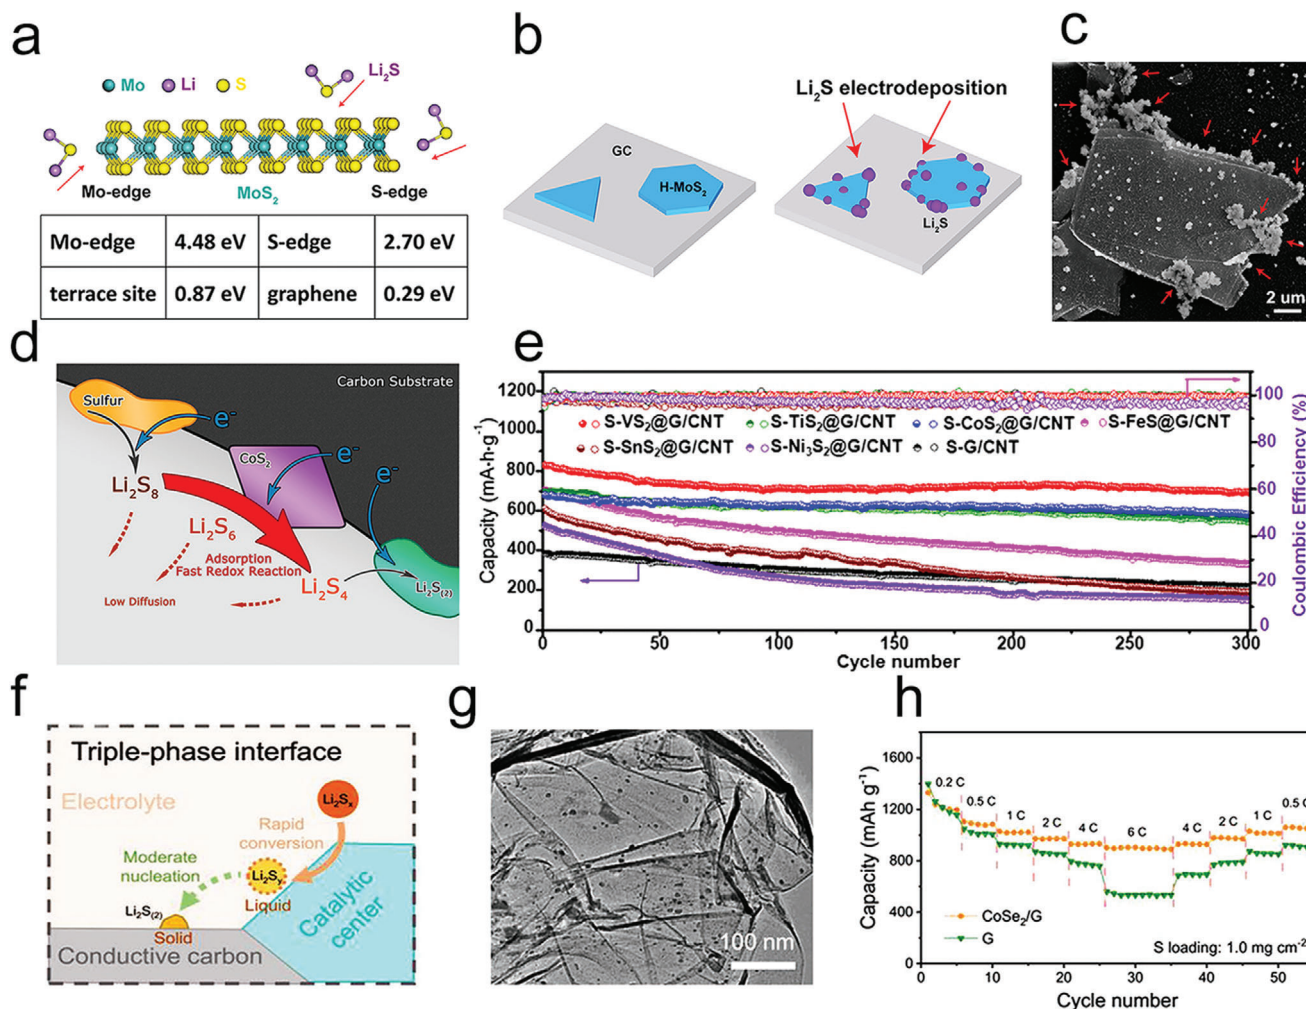 a
Mo Li S
Li₂S
Mo-edge MoS₂ S-edge
Mo-edge 4.48 eV S-edge 2.70 eV
terrace site 0.87 eV graphene 0.29 eV
b
Li₂S electrodeposition
GC
H-MoS₂
Li₂S
c
2 um
d
Carbon Substrate
Sulfur
e⁻
CoS₂
e⁻
e⁻
Li₂S₈
Li₂S₆
Adsorption
Fast Redox Reaction
Li₂S₄
Li₂S₍₂₎
Low Diffusion
e
1200
1000
800
600
400
200
0
Capacity (mA·h·g⁻¹)
S-VS₂@G/CNT S-TiS₂@G/CNT S-CoS₂@G/CNT S-FeS@G/CNT
S-SnS₂@G/CNT S-Ni₃S₂@G/CNT S-G/CNT
100
80
60
40
20
0
Coulombic Efficiency (%)
0 50 100 150 200 250 300
Cycle number
f
Triple-phase interface
Electrolyte
Li₂Sₓ
Rapid
conversion
Moderate
nucleation
Li₂Sᵧ
Liquid
Li₂S₍₂₎
Solid
Catalytic
center
Conductive carbon
g
100 nm
h
1600
1200
800
400
Capacity (mAh g⁻¹)
0.2 C 0.5 C 1 C 2 C 4 C 6 C 4 C 2 C 1 C 0.5 C
CoSe₂/G
G
S loading: 1.0 mg cm⁻²
0 10 20 30 40 50
Cycle number